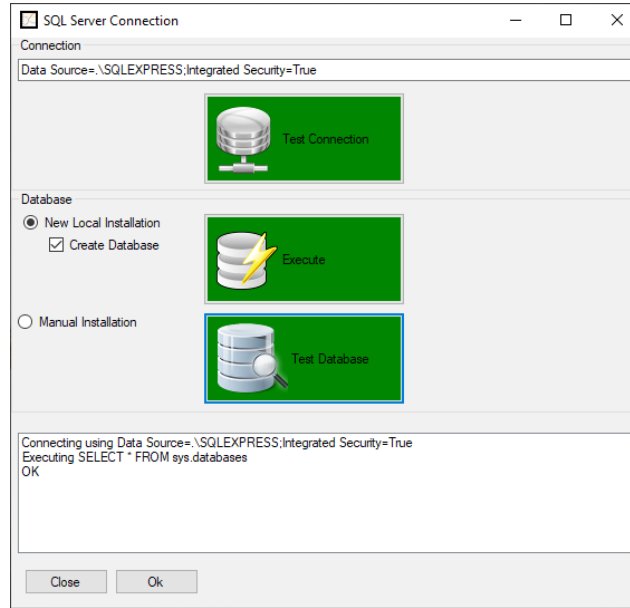 SQL Server Connection
Connection
Data Source=.\SQLEXPRESS;Integrated Security=True
Test Connection
Database
New Local Installation
Create Database
Execute
Manual Installation
Test Database
Connecting using Data Source=.\SQLEXPRESS;Integrated Security=True
Executing SELECT * FROM sys.databases
OK
Close
Ok